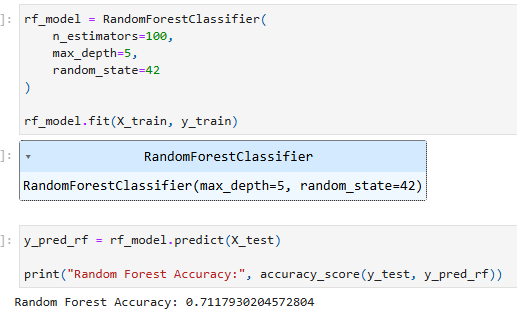 ]: rf_model = RandomForestClassifier(
    n_estimators=100,
    max_depth=5,
    random_state=42
)
rf_model.fit(X_train, y_train)
]: RandomForestClassifier
RandomForestClassifier(max_depth=5, random_state=42)
]: y_pred_rf = rf_model.predict(X_test)
print("Random Forest Accuracy:", accuracy_score(y_test, y_pred_rf))
Random Forest Accuracy: 0.7117930204572804